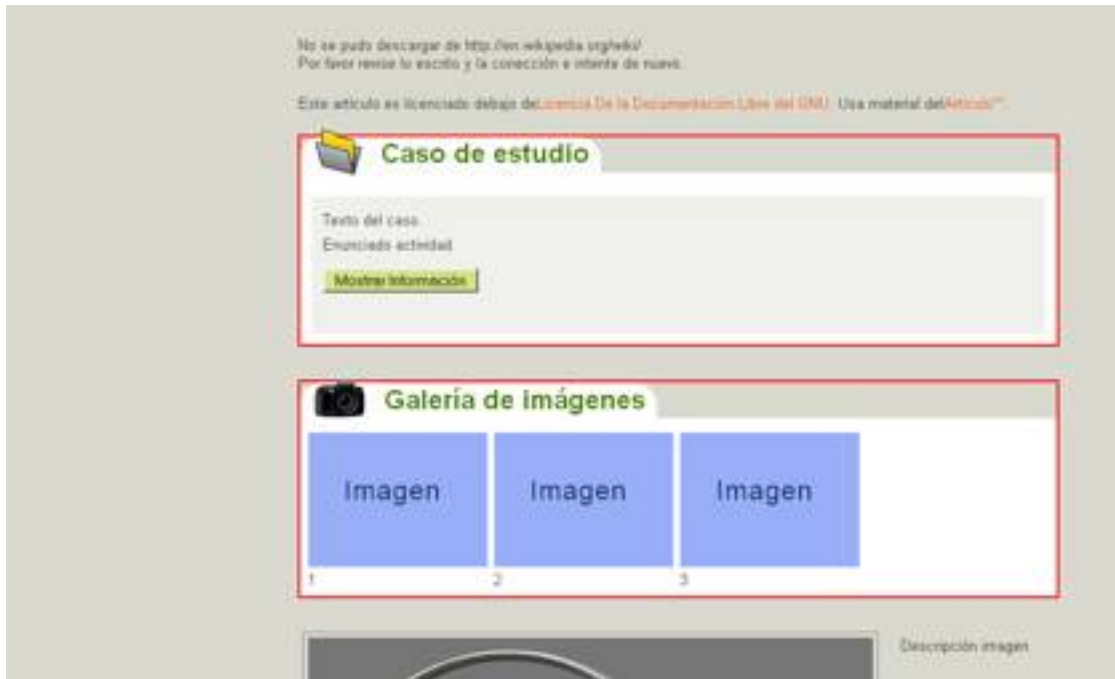 No se pudo descargar de http://en.wikipedia.org/wiki/
Por favor revise lo escrito y la conección e intente de nuevo.
Este artículo es licenciado debajo deLicencia De la Documentación Libre del GNU. Usa material delArtículo"".
Caso de estudio
Texto del caso.
Enunciado actividad
Mostrar Información
Galería de imágenes
Imagen Imagen Imagen
1 2 3
Descripción imagen